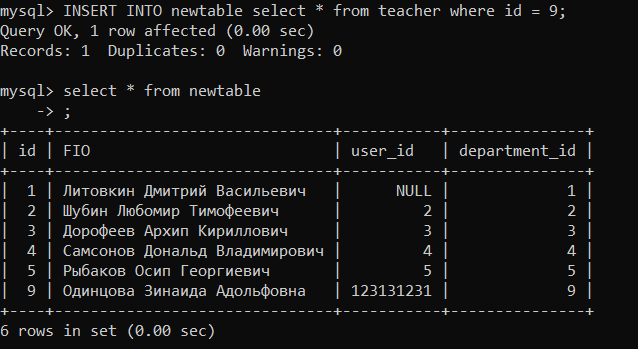 mysql> INSERT INTO newtable select * from teacher where id = 9;
Query OK, 1 row affected (0.00 sec)
Records: 1  Duplicates: 0  Warnings: 0

mysql> select * from newtable
    -> ;
+----+----------------------------+-----------+---------------+
| id | FIO                        | user_id   | department_id |
+----+----------------------------+-----------+---------------+
|  1 | Литовкин Дмитрий Васильевич    |      NULL |             1 |
|  2 | Шубин Любомир Тимофеевич       |         2 |             2 |
|  3 | Дорофеев Архип Кириллович      |         3 |             3 |
|  4 | Самсонов Дональд Владимирович  |         4 |             4 |
|  5 | Рыбаков Осип Георгиевич        |         5 |             5 |
|  9 | Одинцова Зинаида Адольфовна    | 123131231 |             9 |
+----+----------------------------+-----------+---------------+
6 rows in set (0.00 sec)